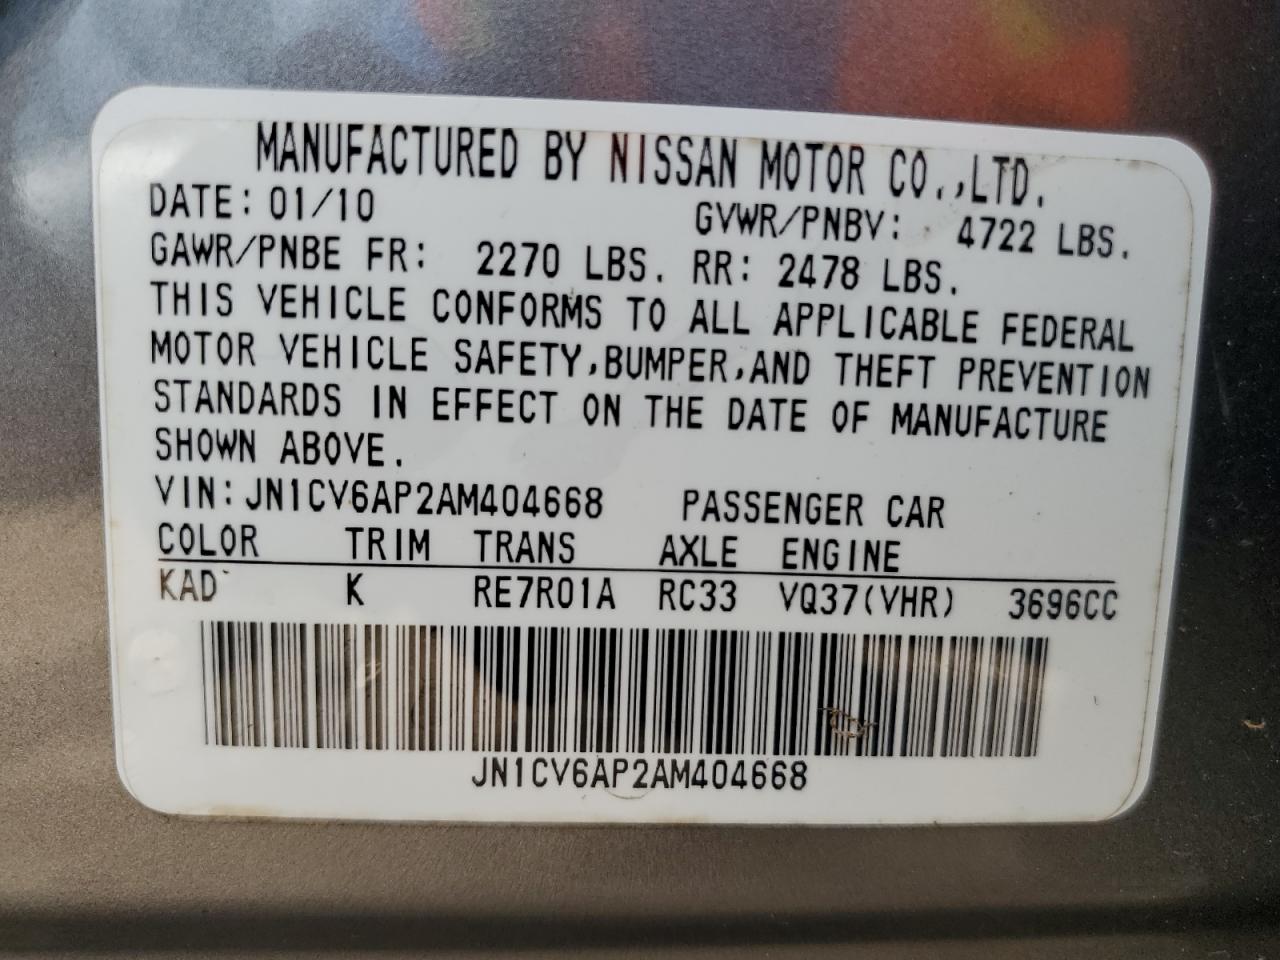 MANUFACTURED BY NISSAN MOTOR CO.,LTD.
DATE: 01/10 GVWR/PNBV: 4722 LBS.
GAWR/PNBE FR: 2270 LBS. RR: 2478 LBS.
THIS VEHICLE CONFORMS TO ALL APPLICABLE FEDERAL
MOTOR VEHICLE SAFETY,BUMPER,AND THEFT PREVENTION
STANDARDS IN EFFECT ON THE DATE OF MANUFACTURE
SHOWN ABOVE.
VIN: JN1CV6AP2AM404668 PASSENGER CAR
COLOR TRIM TRANS AXLE ENGINE
KAD K RE7R01A RC33 VQ37(VHR) 3696CC
JN1CV6AP2AM404668